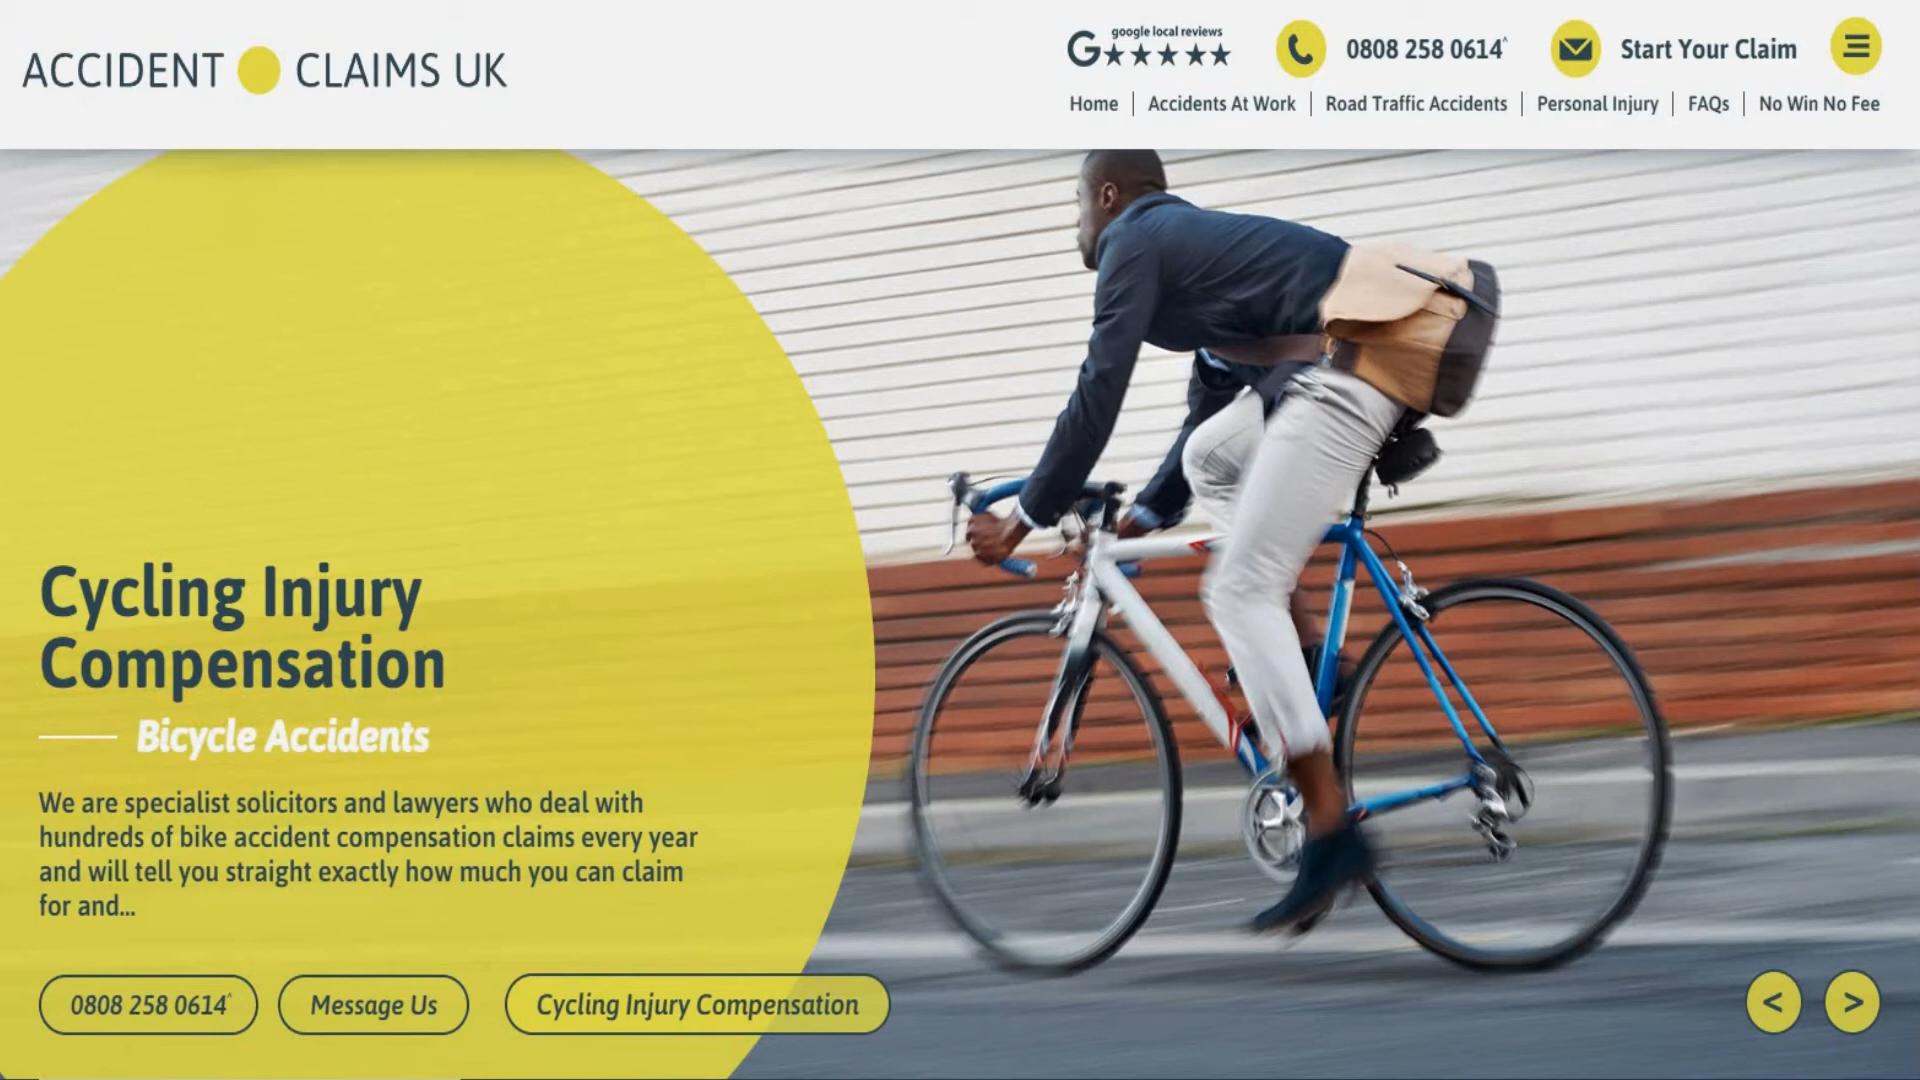 ACCIDENT CLAIMS UK
google local reviews
G
0808 258 0614^
Start Your Claim
Home
Accidents At Work
Road Traffic Accidents
Personal Injury
FAQs
No Win No Fee
Cycling Injury
Compensation
Bicycle Accidents
We are specialist solicitors and lawyers who deal with
hundreds of bike accident compensation claims every year
and will tell you straight exactly how much you can claim
for and...
0808 258 0614^
Message Us
Cycling Injury Compensation
<
>